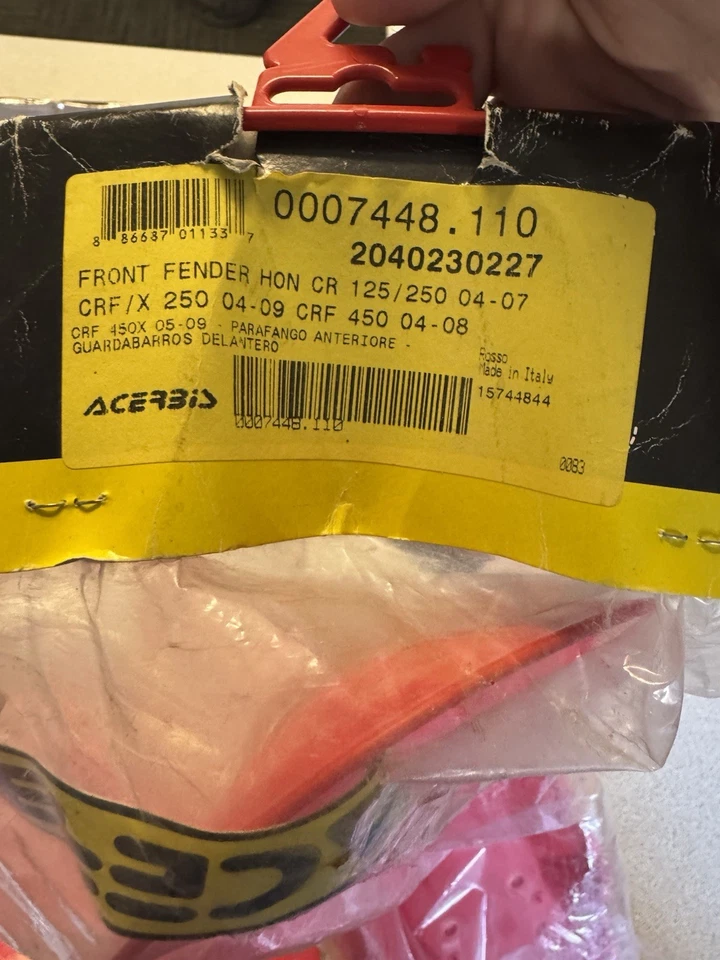 0007448.110
8 86687 01133 7
2040230227
FRONT FENDER HON CR 125/250 04-07
CRF/X 250 04-09 CRF 450 04-08
CRF 450X 05-09 - PARAFANGO ANTERIORE -
GUARDABARROS DELANTERO
Rosso
Made in Italy
15744844
ACERBIS
0007448.110
0083